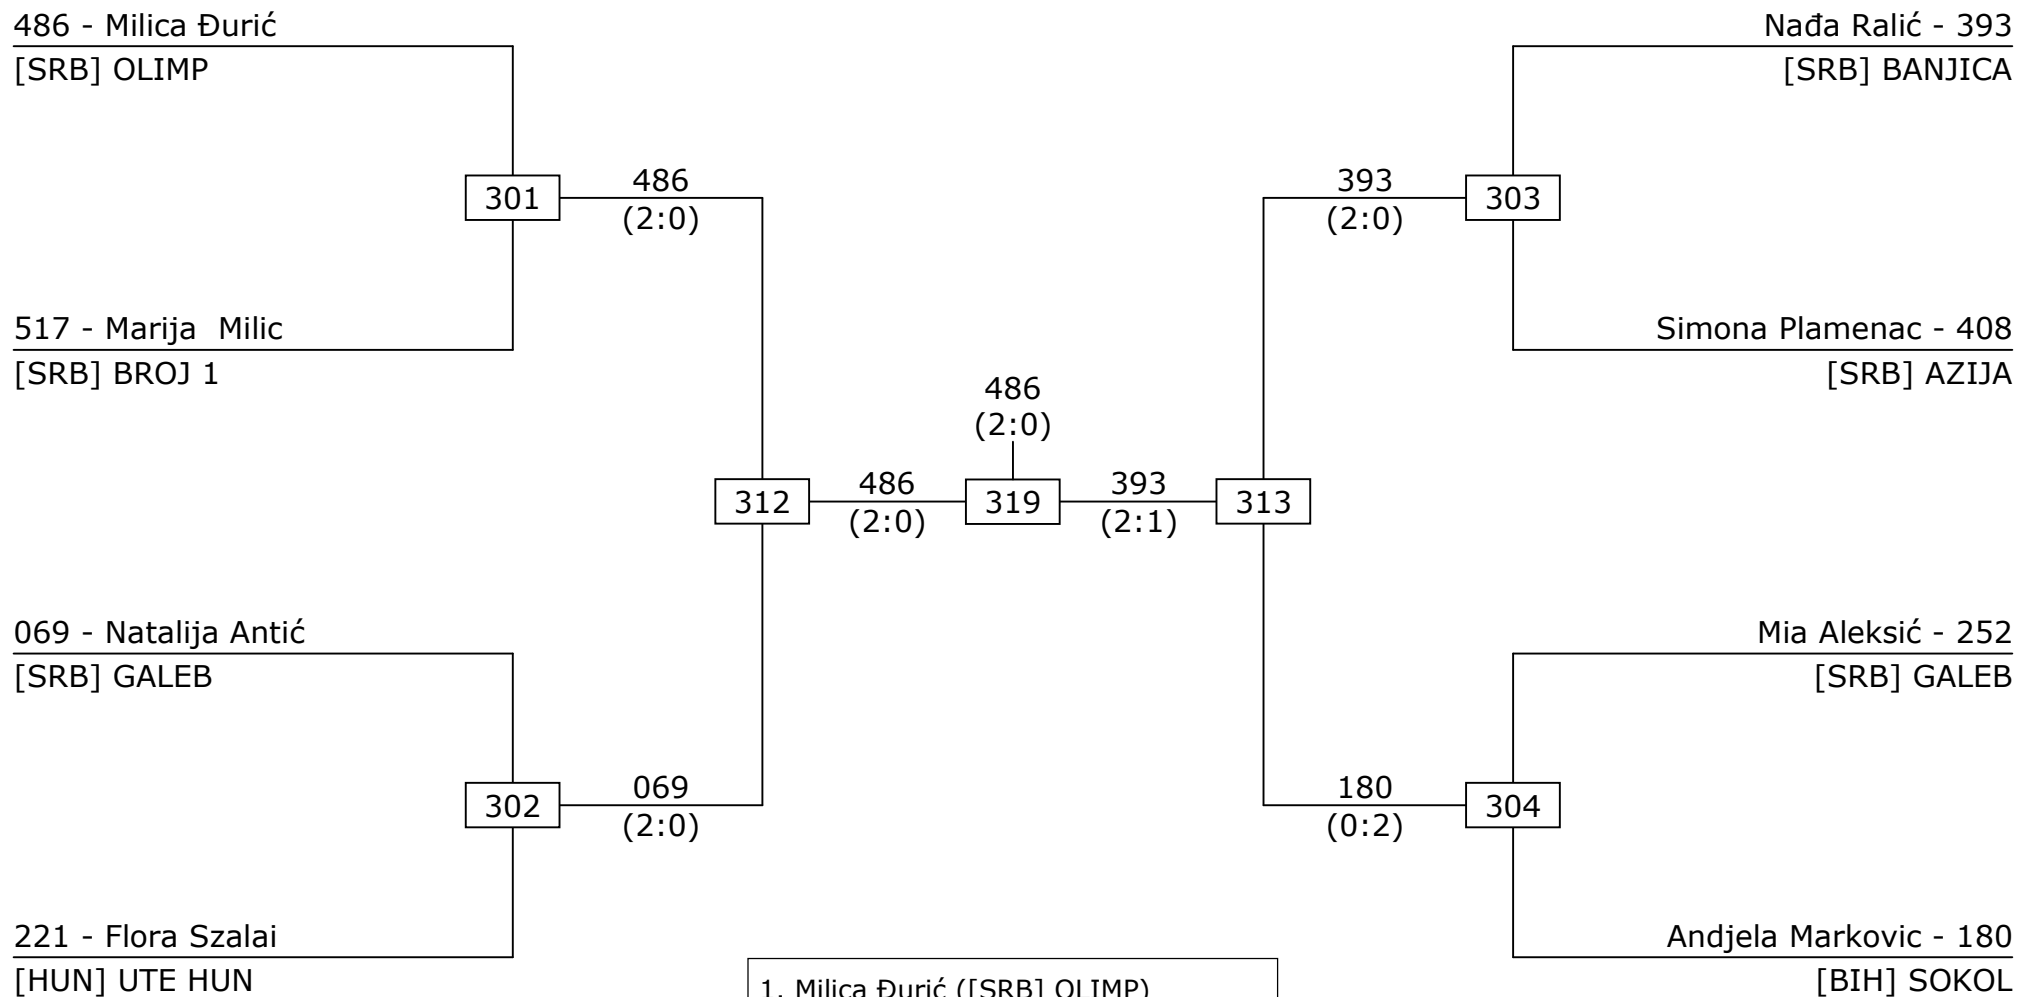 486 - Milica Đurić
[SRB] OLIMP
517 - Marija  Milic
[SRB] BROJ 1
069 - Natalija Antić
[SRB] GALEB
221 - Flora Szalai
[HUN] UTE HUN
301
486
(2:0)
302
069
(2:0)
312
486
(2:0)
486
(2:0)
319
393
(2:1)
313
393
(2:0)
303
180
(0:2)
304
Nađa Ralić - 393
[SRB] BANJICA
Simona Plamenac - 408
[SRB] AZIJA
Mia Aleksić - 252
[SRB] GALEB
Andjela Markovic - 180
[BIH] SOKOL
1. Milica Đurić ([SRB] OLIMP)